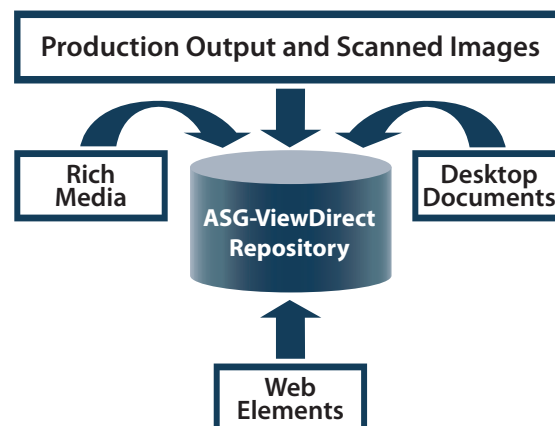 Production Output and Scanned Images
Rich
Media
Desktop
Documents
ASG-ViewDirect
Repository
Web
Elements